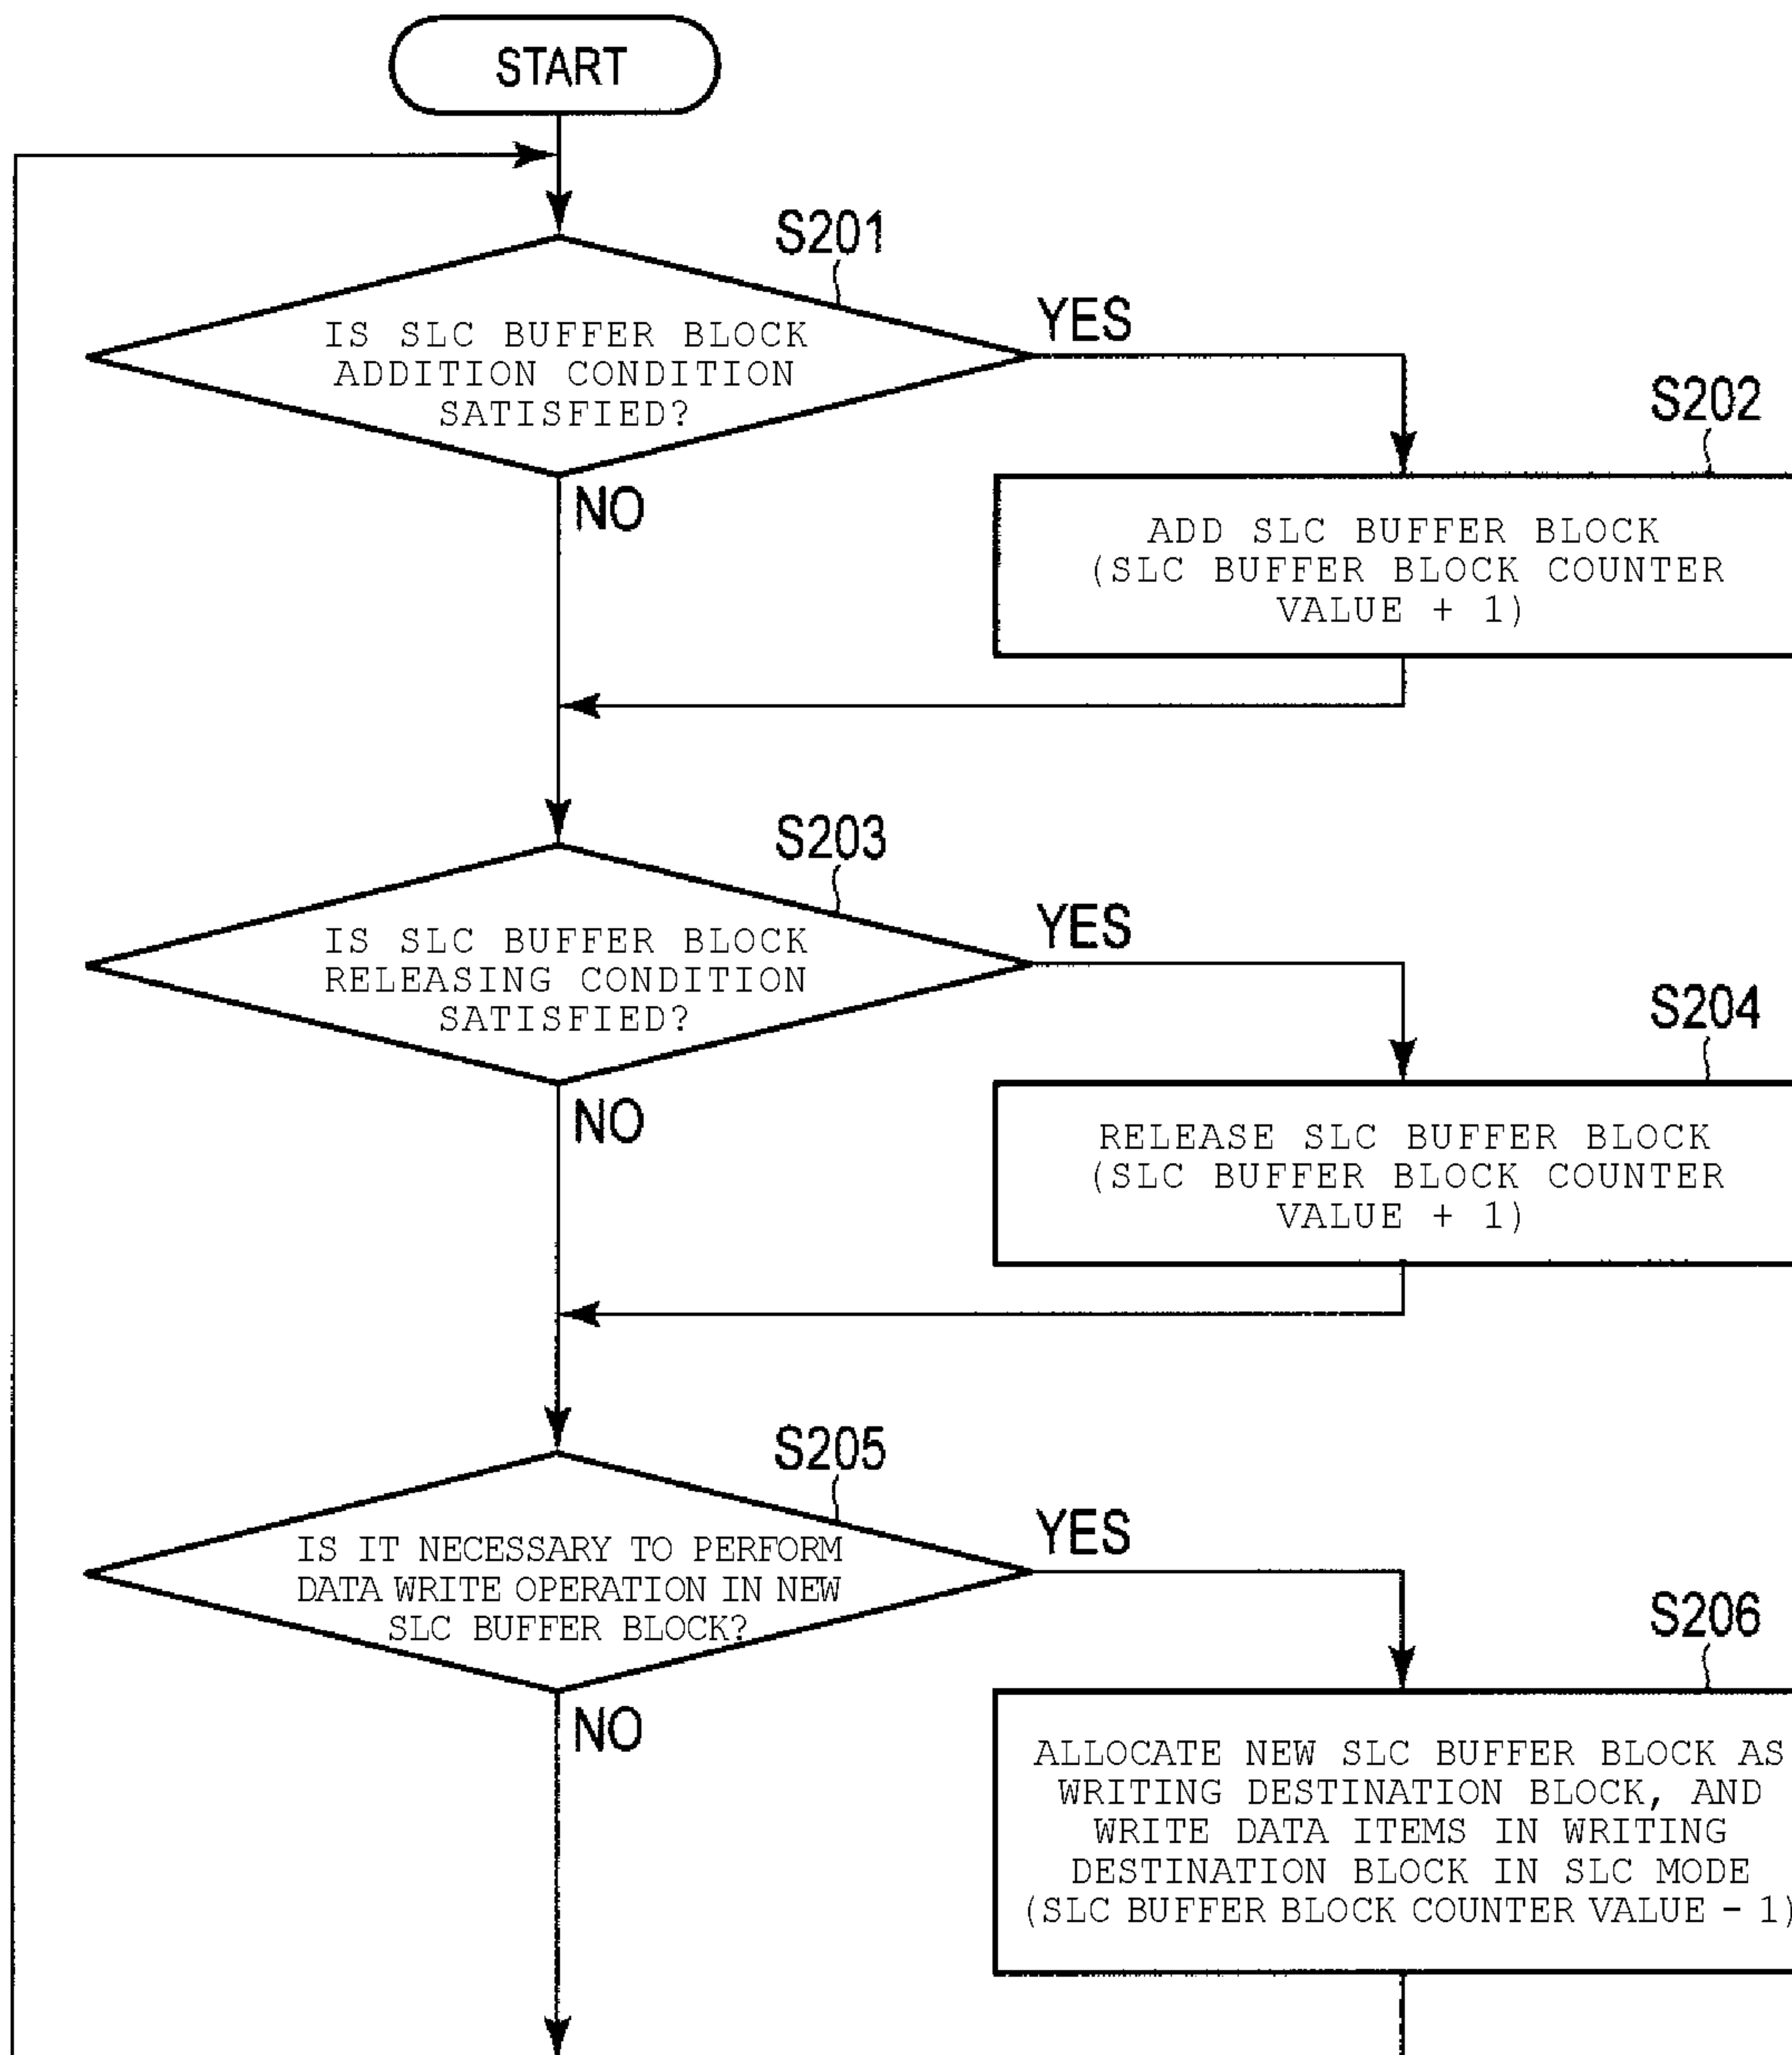 START
S201
IS SLC BUFFER BLOCK
ADDITION CONDITION
SATISFIED?
YES
NO
S202
ADD SLC BUFFER BLOCK
(SLC BUFFER BLOCK COUNTER
VALUE + 1)
S203
IS SLC BUFFER BLOCK
RELEASING CONDITION
SATISFIED?
YES
NO
S204
RELEASE SLC BUFFER BLOCK
(SLC BUFFER BLOCK COUNTER
VALUE + 1)
S205
IS IT NECESSARY TO PERFORM
DATA WRITE OPERATION IN NEW
SLC BUFFER BLOCK?
YES
NO
S206
ALLOCATE NEW SLC BUFFER BLOCK AS
WRITING DESTINATION BLOCK, AND
WRITE DATA ITEMS IN WRITING
DESTINATION BLOCK IN SLC MODE
(SLC BUFFER BLOCK COUNTER VALUE - 1)